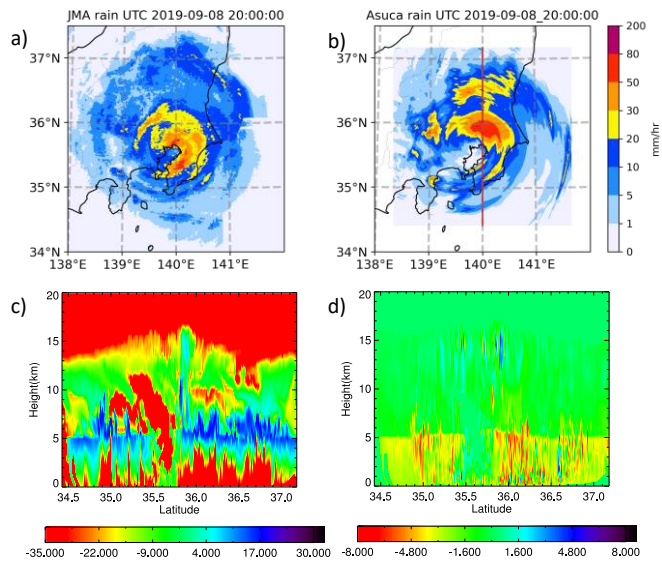 JMA rain UTC 2019-09-08 20:00:00
Asuca rain UTC 2019-09-08_20:00:00
a)
b)
37°N
36°N
35°N
34°N
138°E 139°E 140°E 141°E
37°N
36°N
35°N
34°N
138°E 139°E 140°E 141°E
100
80
50
30
20
10
5
1
0
mm/hr
c)
d)
20
15
10
5
0
Height(km)
34.5 35.0 35.5 36.0 36.5 37.0
Latitude
20
15
10
5
0
Height(km)
34.5 35.0 35.5 36.0 36.5 37.0
Latitude
-35.000 -22.000 -9.000 4.000 17.000 30.000
-8.000 -4.800 -1.600 1.600 4.800 8.000